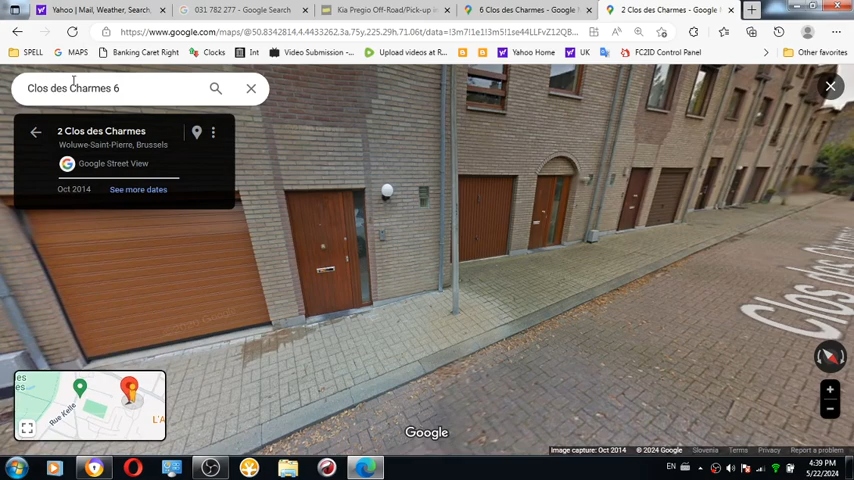 Yahoo | Mail, Weather, Search,
031 782 277 - Google Search
Kia Pregio Off-Road/Pick-up i
6 Clos des Charmes - Google
2 Clos des Charmes - Google
https://www.google.com/maps/@50.8342814,4.4433262,3a,75y,225.29h,71.06t/data=!3m7!1e1!3m5!1se44LLFvZ12QB...
SPELL
MAPS
Banking Caret Right
Clocks
Int
Video Submission -...
Upload videos at R...
Yahoo Home
UK
FC2ID Control Panel
Other favorites
Clos des Charmes 6
2 Clos des Charmes
Woluwe-Saint-Pierre, Brussels
Google Street View
Oct 2014 See more dates
Clos des Charm
Rue Kelle
L'A
Google
Image capture: Oct 2014 © 2024 Google Slovenia Terms Privacy Report a problem
EN
4:39 PM
5/22/2024